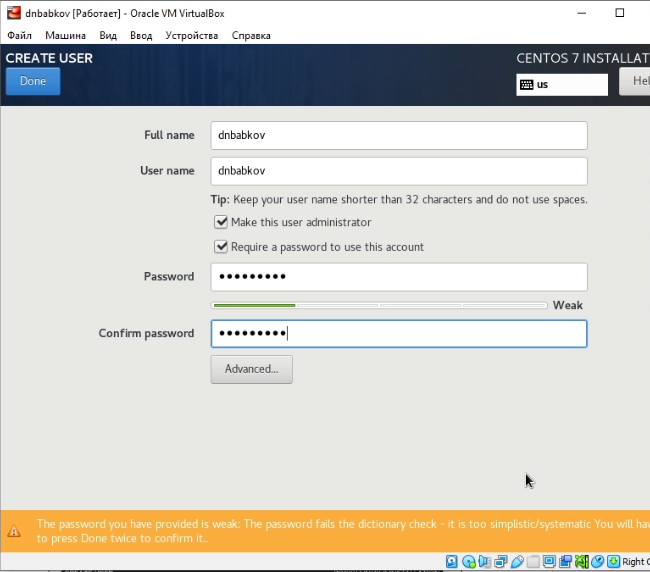 dnbabkov [Работает] - Oracle VM VirtualBox
Файл Машина Вид Ввод Устройства Справка
CREATE USER
CENTOS 7 INSTALLAT
Done
us
Hel
Full name
dnbabkov
User name
dnbabkov
Tip: Keep your user name shorter than 32 characters and do not use spaces.
Make this user administrator
Require a password to use this account
Password
●●●●●●●●●
Weak
Confirm password
●●●●●●●●●
Advanced...
The password you have provided is weak: The password fails the dictionary check - it is too simplistic/systematic You will hav
to press Done twice to confirm it..
Right C